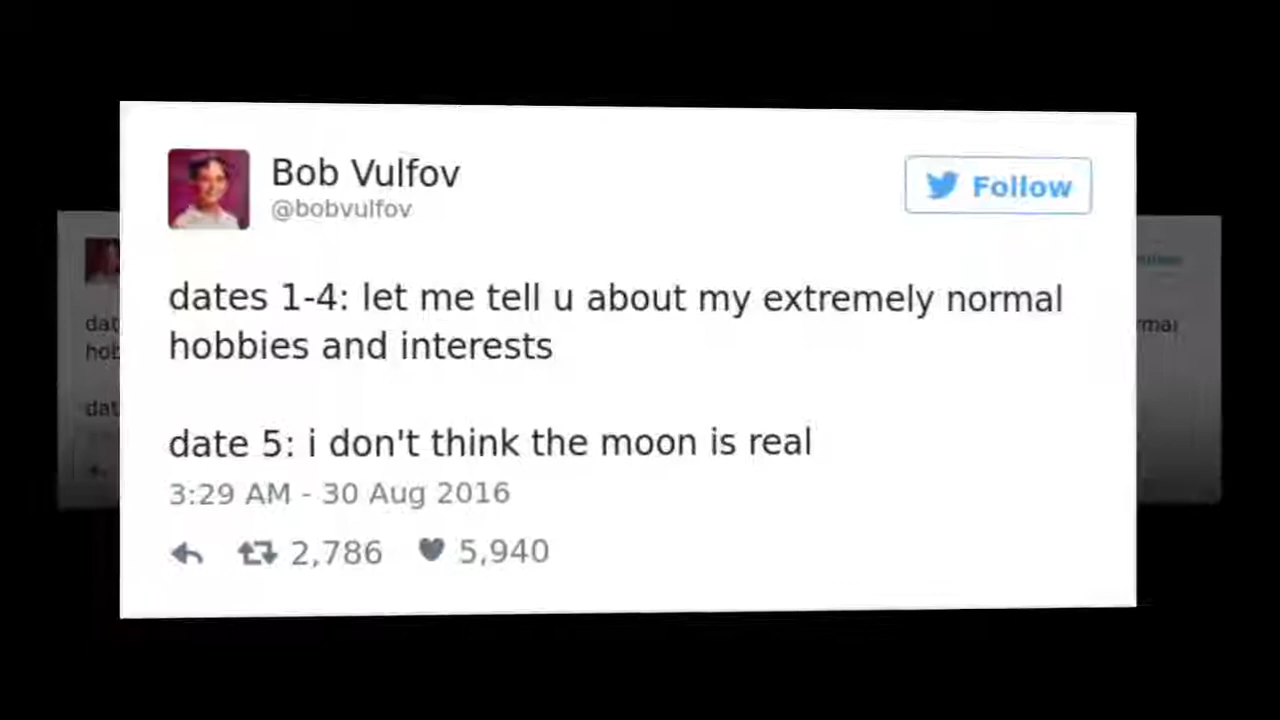 Bob Vulfov
@bobvulfov
Follow
dates 1-4: let me tell u about my extremely normal
hobbies and interests
date 5: i don't think the moon is real
3:29 AM - 30 Aug 2016
2,786 5,940